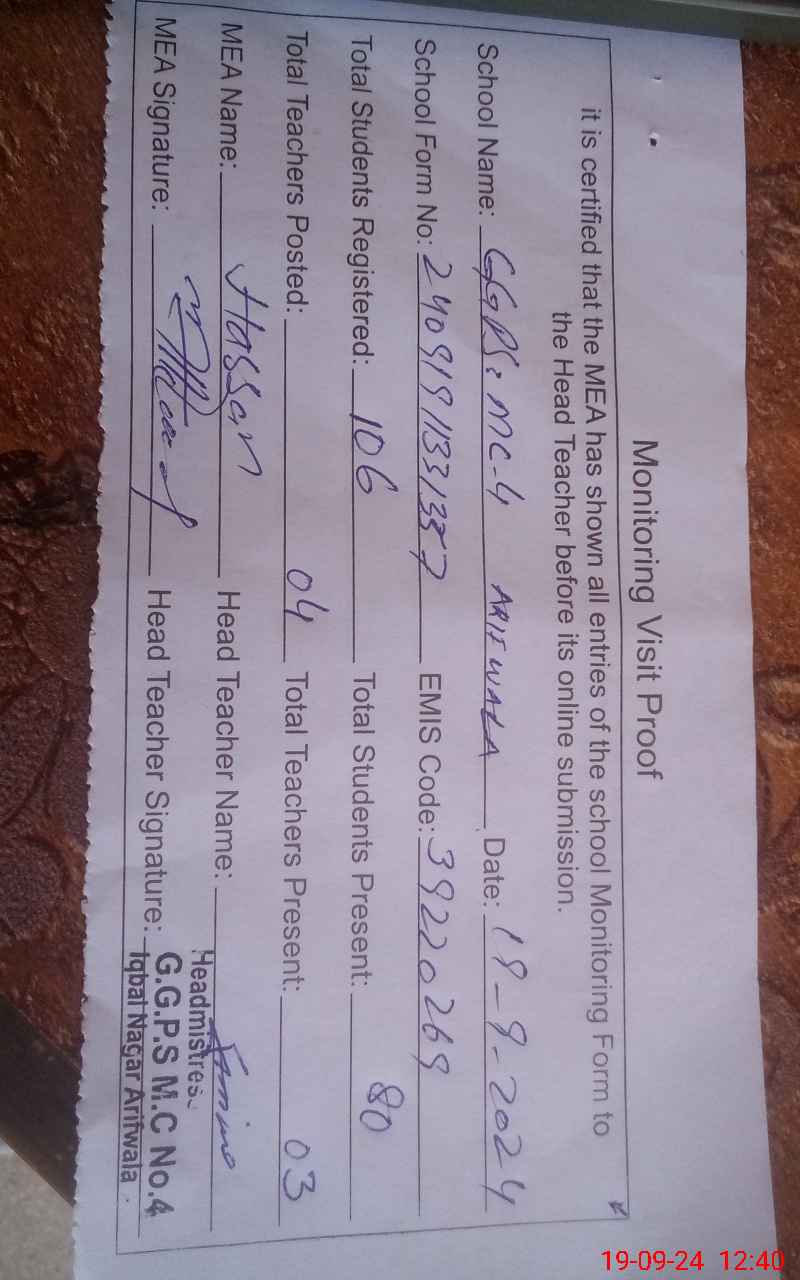 Monitoring Visit Proof
it is certified that the MEA has shown all entries of the school Monitoring Form to
the Head Teacher before its online submission.
School Name: GGPS: MC-4 ARIFWALA Date: 19-9-2024
School Form No: EMIS Code: 39220269
Total Students Registered: 106 Total Students Present: 80
Total Teachers Posted: 04 Total Teachers Present: 03
MEA Name: Hassan Head Teacher Name:
MEA Signature: Head Teacher Signature:
Headmistress
G.G.P.S M.C No.4
Iqbal Nagar Arifwala
19-09-24 12:40